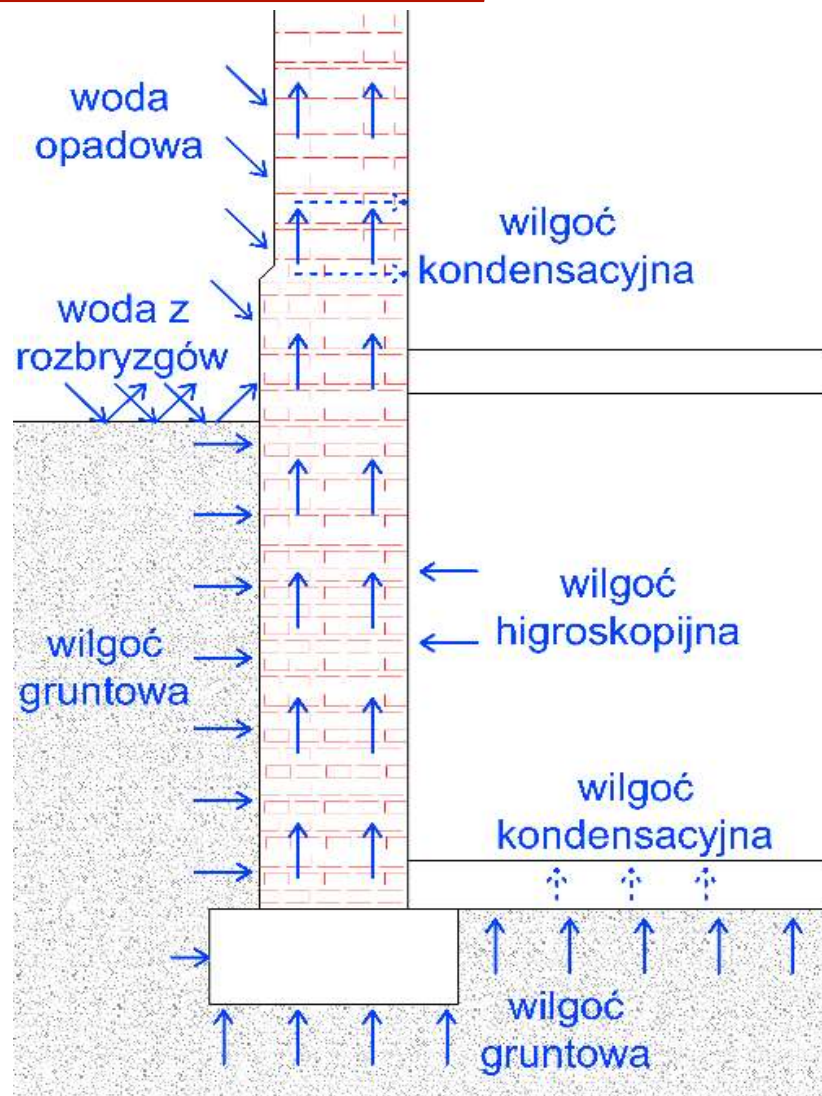 woda
opadowa
wilgoć
kondensacyjna
woda z
rozbryzgów
wilgoć
higroskopijna
wilgoć
gruntowa
wilgoć
kondensacyjna
wilgoć
gruntowa